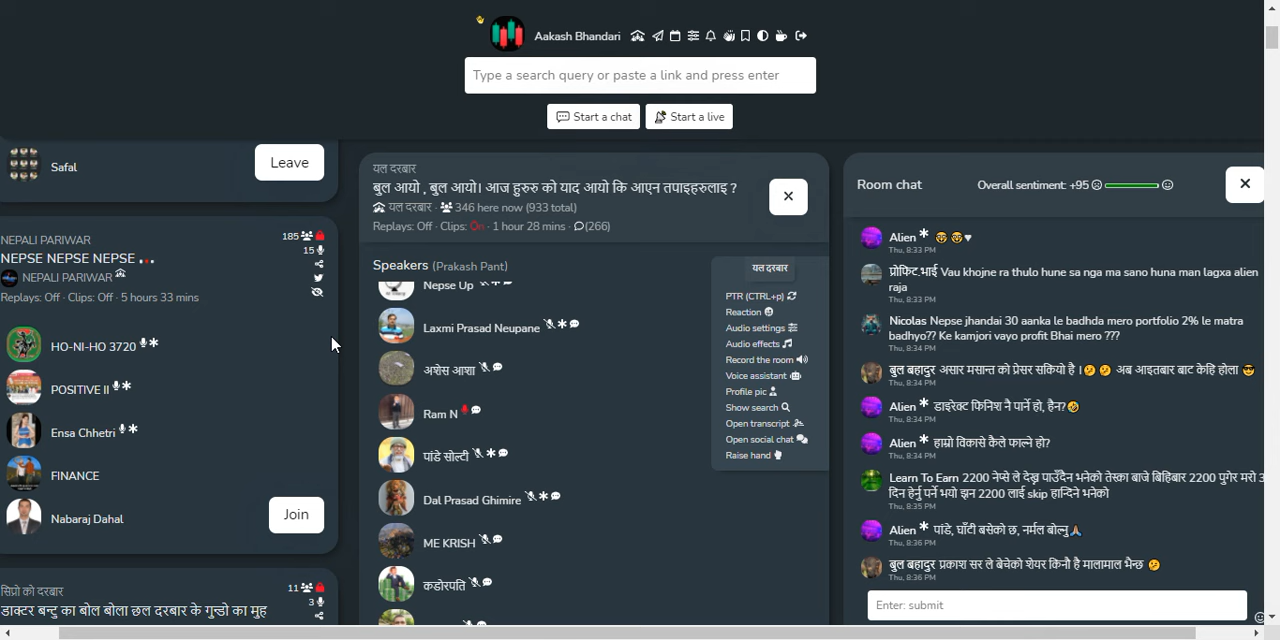 Aakash Bhandari
Type a search query or paste a link and press enter
Start a chat
Start a live
Safal
Leave
NEPALI PARIWAR
185
NEPSE NEPSE NEPSE
15
NEPALI PARIWAR
Replays: Off · Clips: Off · 5 hours 33 mins
HO-NI-HO 3720
POSITIVE II
Ensa Chhetri
FINANCE
Nabaraj Dahal
Join
सिप्रो को दरबार
11
3
डाक्टर बन्टु का बोल बोला छल दरबार के गुन्डो का मुह
यल दरबार
बुल आयो , बुल आयो। आज हुरुरु को याद आयो कि आएन तपाइहरुलाइ ?
यल दरबार · 346 here now (933 total)
Replays: Off · Clips: On · 1 hour 28 mins · (266)
Speakers (Prakash Pant)
Nepse Up
Laxmi Prasad Neupane
अशेस आशा
Ram N
पांडे सोल्टी
Dal Prasad Ghimire
ME KRISH
कडोरपति
यल दरबार
PTR (CTRL+p)
Reaction
Audio settings
Audio effects
Record the room
Voice assistant
Profile pic
Show search
Open transcript
Open social chat
Raise hand
Room chat
Overall sentiment: +95
Alien
Thu, 8:33 PM
प्रोफिट.भाई Vau khojne ra thulo hune sa nga ma sano huna man lagxa alien
raja
Thu, 8:33 PM
Nicolas Nepse jhandai 30 aanka le badhda mero portfolio 2% le matra
badhyo?? Ke kamjori vayo profit Bhai mero ???
Thu, 8:34 PM
बुल बहादुर असार मसान्त को प्रेसर सकियो है । अब आइतबार बाट केहि होला
Thu, 8:34 PM
Alien डाइरेक्ट फिनिश नै पार्ने हो, हैन?
Thu, 8:34 PM
Alien हाम्रो विकासे कैले फाल्ने हो?
Thu, 8:34 PM
Learn To Earn 2200 नेप्से ले देख्न पाउँदैन भनेको तेस्का बाजे बिहिबार 2200 पुगेर मरो 3
दिन हेर्नु पर्ने भयो झन 2200 लाई skip हान्दिने भनेको
Thu, 8:35 PM
Alien पांडे, घाँटी बसेको छ, नर्मल बोल्नु
Thu, 8:36 PM
बुल बहादुर प्रकाश सर ले बेचेको शेयर किनौ है मालामाल भैन्छ
Thu, 8:36 PM
Enter: submit